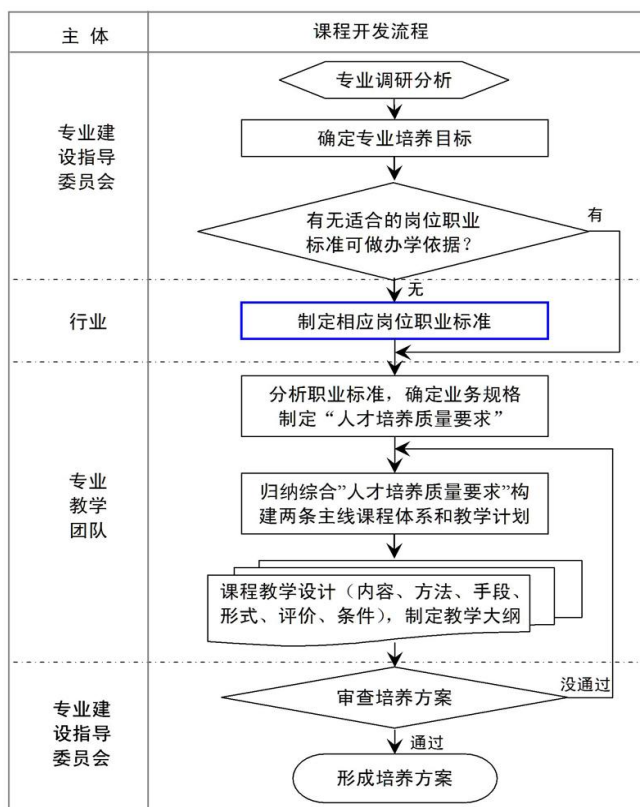 主 体
课程开发流程
专业建
设指导
委员会
专业调研分析
确定专业培养目标
有无适合的岗位职业
标准可做办学依据？
有
无
行业
制定相应岗位职业标准
专业
教学
团队
分析职业标准，确定业务规格
制定“人才培养质量要求”
归纳综合”人才培养质量要求”构
建两条主线课程体系和教学计划
课程教学设计（内容、方法、手段、
形式、评价、条件），制定教学大纲
专业建
设指导
委员会
审查培养方案
没通过
通过
形成培养方案